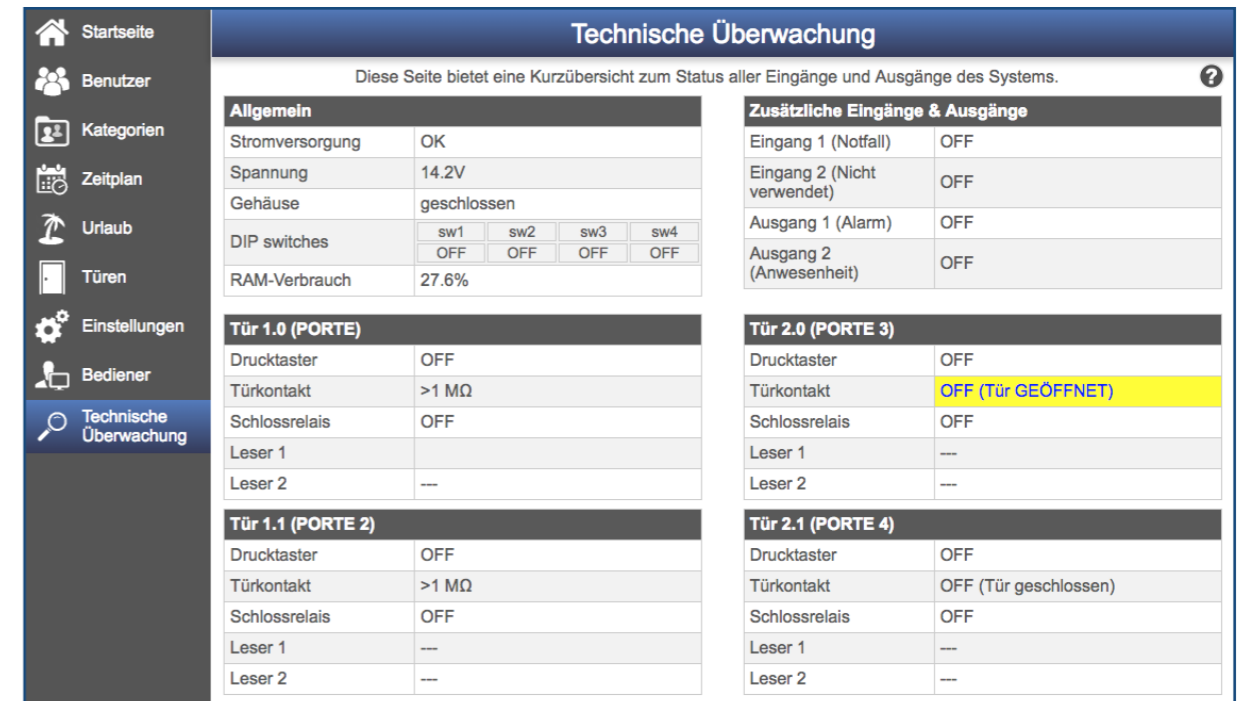 Startseite
Benutzer
Kategorien
Zeitplan
Urlaub
Türen
Einstellungen
Bediener
Technische
Überwachung
Technische Überwachung
Diese Seite bietet eine Kurzübersicht zum Status aller Eingänge und Ausgänge des Systems.
?
Allgemein
Stromversorgung OK
Spannung 14.2V
Gehäuse geschlossen
DIP switches
sw1 sw2 sw3 sw4
OFF OFF OFF OFF
RAM-Verbrauch 27.6%
Zusätzliche Eingänge & Ausgänge
Eingang 1 (Notfall) OFF
Eingang 2 (Nicht
verwendet)
OFF
Ausgang 1 (Alarm) OFF
Ausgang 2
(Anwesenheit)
OFF
Tür 1.0 (PORTE)
Drucktaster OFF
Türkontakt >1 MΩ
Schlossrelais OFF
Leser 1
Leser 2 ---
Tür 2.0 (PORTE 3)
Drucktaster OFF
Türkontakt OFF (Tür GEÖFFNET)
Schlossrelais OFF
Leser 1 ---
Leser 2 ---
Tür 1.1 (PORTE 2)
Drucktaster OFF
Türkontakt >1 MΩ
Schlossrelais OFF
Leser 1 ---
Leser 2 ---
Tür 2.1 (PORTE 4)
Drucktaster OFF
Türkontakt OFF (Tür geschlossen)
Schlossrelais OFF
Leser 1 ---
Leser 2 ---